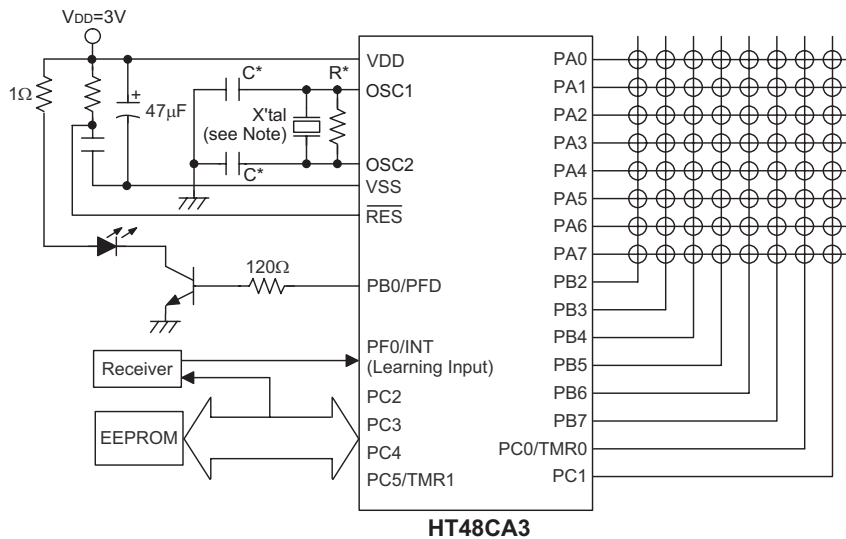 VDD=3V
1Ω
47μF
C*
R*
X'tal
(see Note)
C*
120Ω
Receiver
EEPROM
VDD
OSC1
OSC2
VSS
RES
PB0/PFD
PF0/INT
(Learning Input)
PC2
PC3
PC4
PC5/TMR1
PA0
PA1
PA2
PA3
PA4
PA5
PA6
PA7
PB2
PB3
PB4
PB5
PB6
PB7
PC0/TMR0
PC1
+
HT48CA3